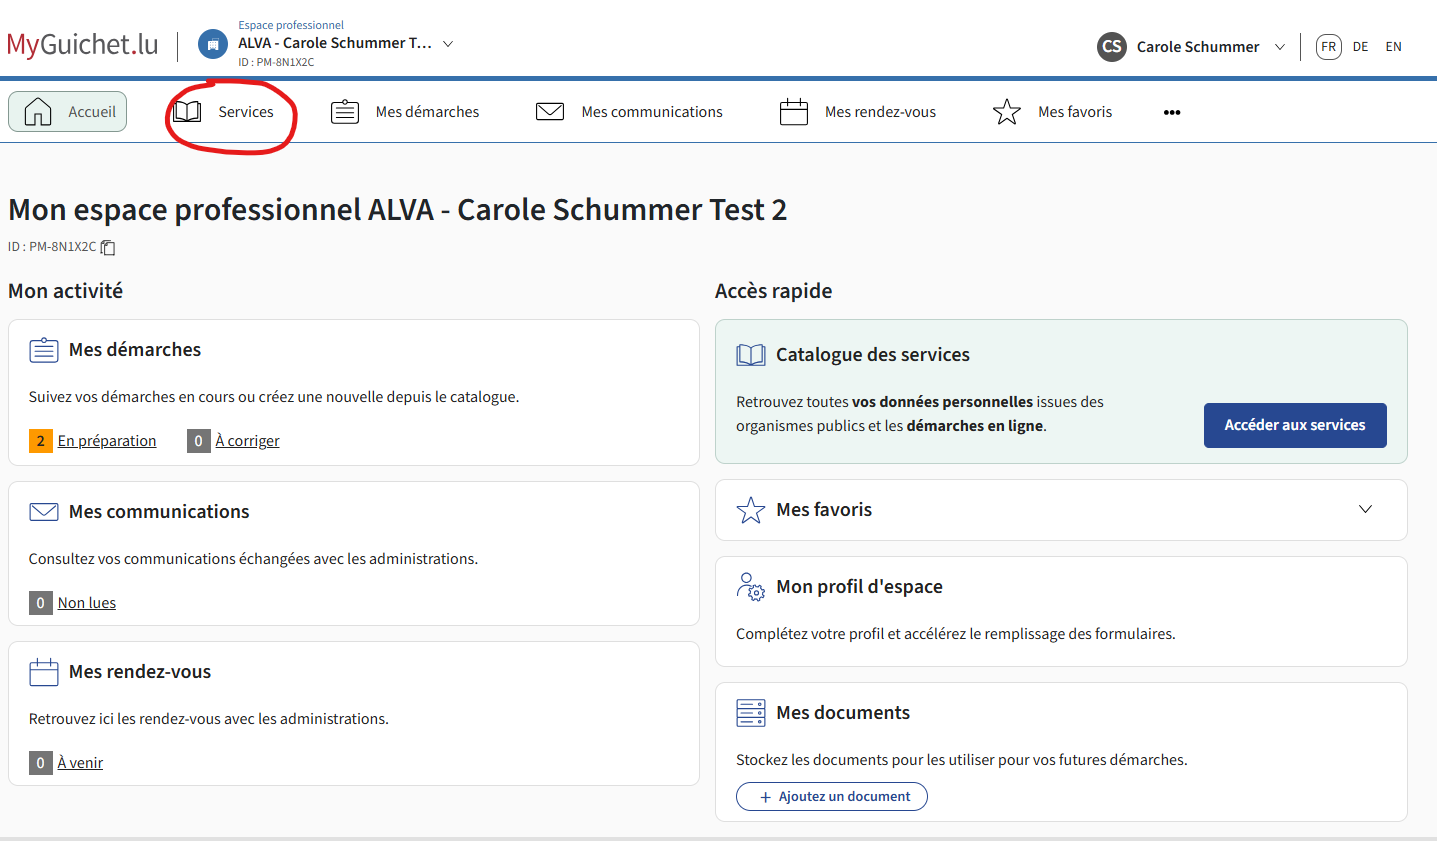 MyGuichet.lu
Espace professionnel
ALVA - Carole Schummer T...
ID : PM-8N1X2C
CS
Carole Schummer
FR
DE
EN
Accueil
Services
Mes démarches
Mes communications
Mes rendez-vous
Mes favoris
Mon espace professionnel ALVA - Carole Schummer Test 2
ID : PM-8N1X2C
Mon activité
Mes démarches
Suivez vos démarches en cours ou créez une nouvelle depuis le catalogue.
2 En préparation
0 À corriger
Mes communications
Consultez vos communications échangées avec les administrations.
0 Non lues
Mes rendez-vous
Retrouvez ici les rendez-vous avec les administrations.
0 À venir
Accès rapide
Catalogue des services
Retrouvez toutes vos données personnelles issues des
organismes publics et les démarches en ligne.
Accéder aux services
Mes favoris
Mon profil d'espace
Complétez votre profil et accélérez le remplissage des formulaires.
Mes documents
Stockez les documents pour les utiliser pour vos futures démarches.
+ Ajoutez un document